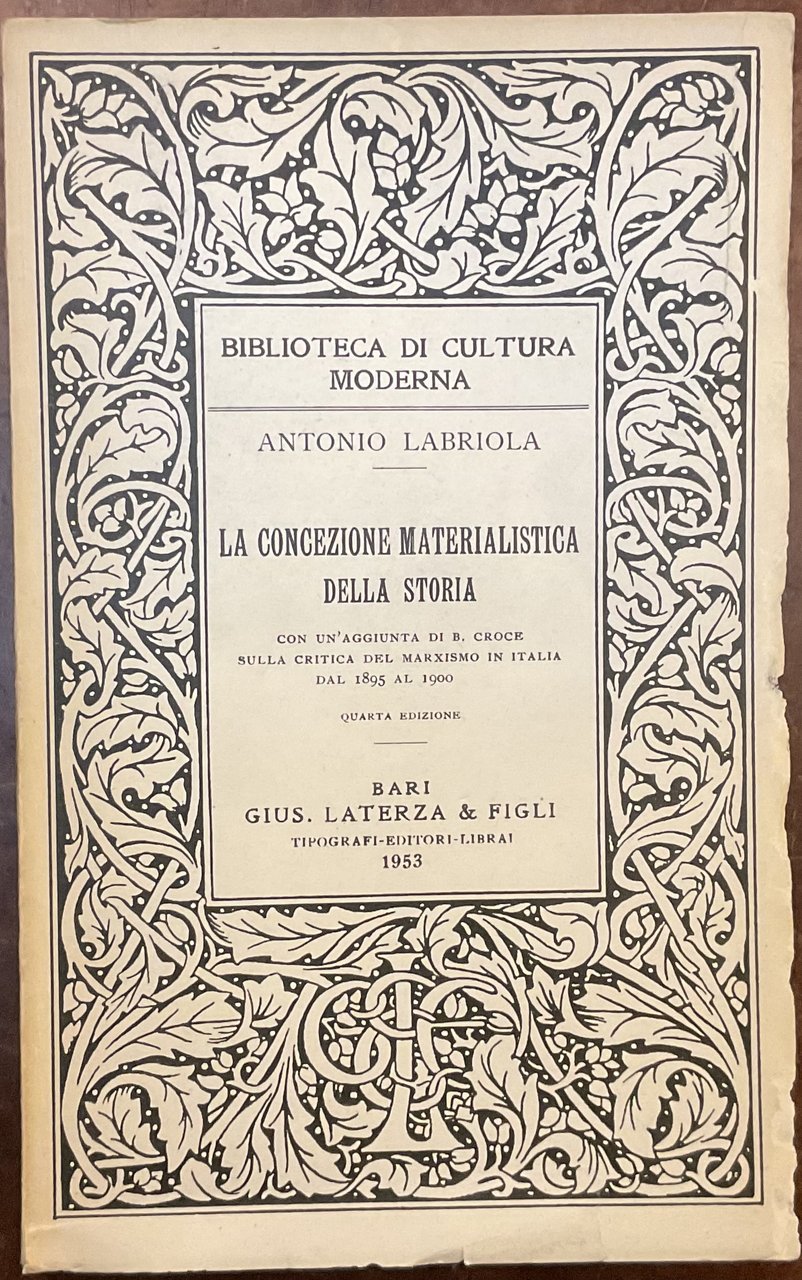 BIBLIOTECA DI CULTURA
MODERNA
ANTONIO LABRIOLA
LA CONCEZIONE MATERIALISTICA
DELLA STORIA
CON UN'AGGIUNTA DI B. CROCE
SULLA CRITICA DEL MARXISMO IN ITALIA
DAL 1895 AL 1900
QUARTA EDIZIONE
BARI
GIUS. LATERZA & FIGLI
TIPOGRAFI-EDITORI-LIBRAI
1953